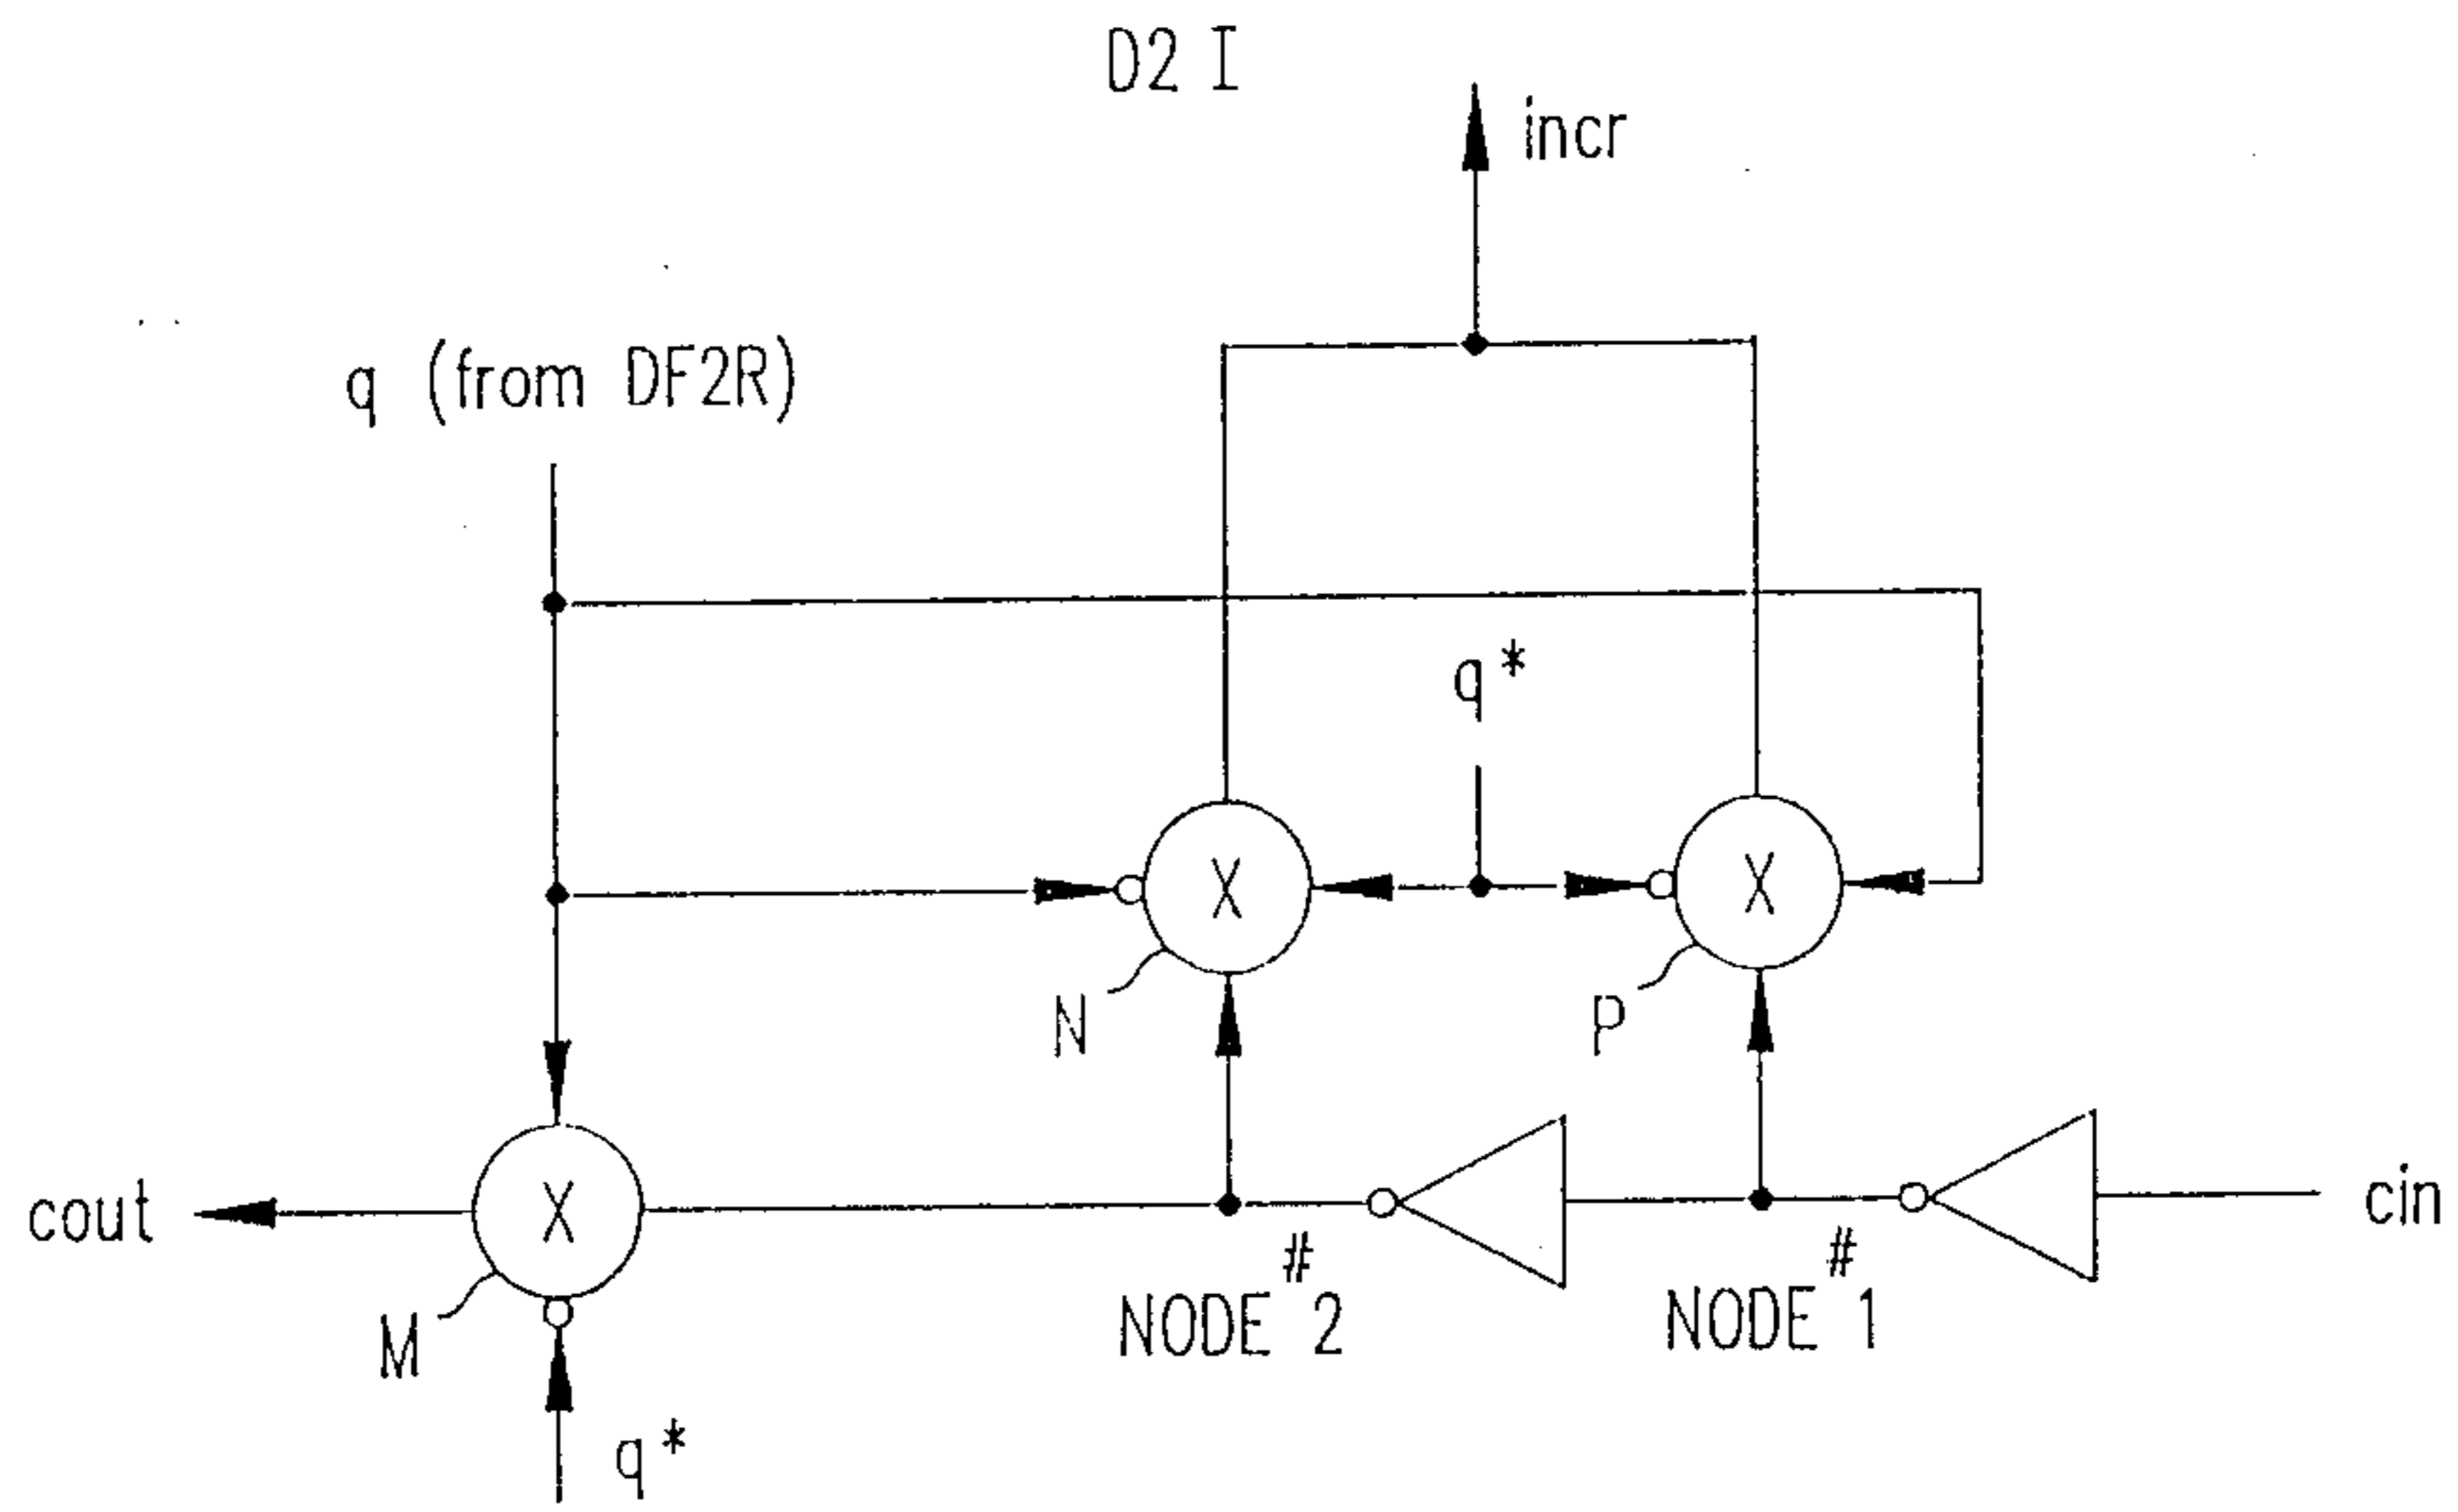 D2 I
incr
q (from DF2R)
q*
X
X
N
P
cout
X
cin
#
#
NODE 2
NODE 1
M
q*